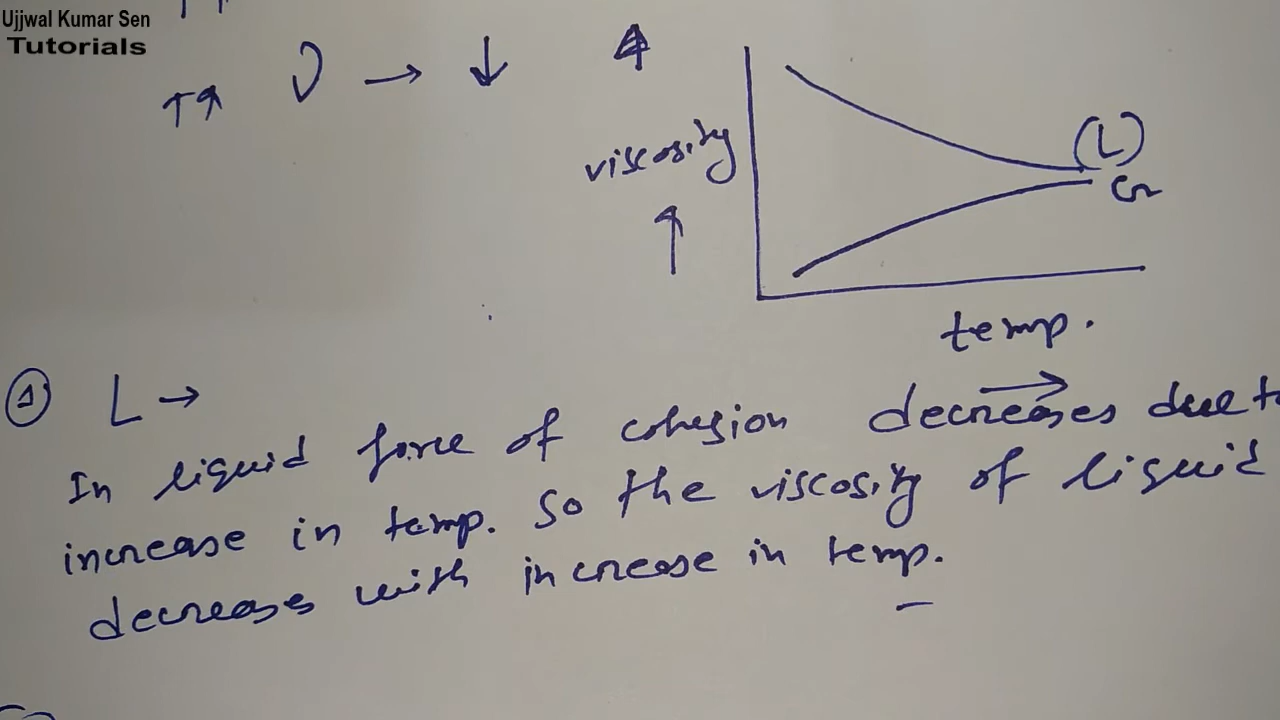 Ujjwal Kumar Sen
Tutorials
↑↑ → ↓
viscosity
↑
(L)
G
temp.
→
① L →
In liquid force of cohesion decreases due to
increase in temp. So the viscosity of liquid
decreases with increase in temp.